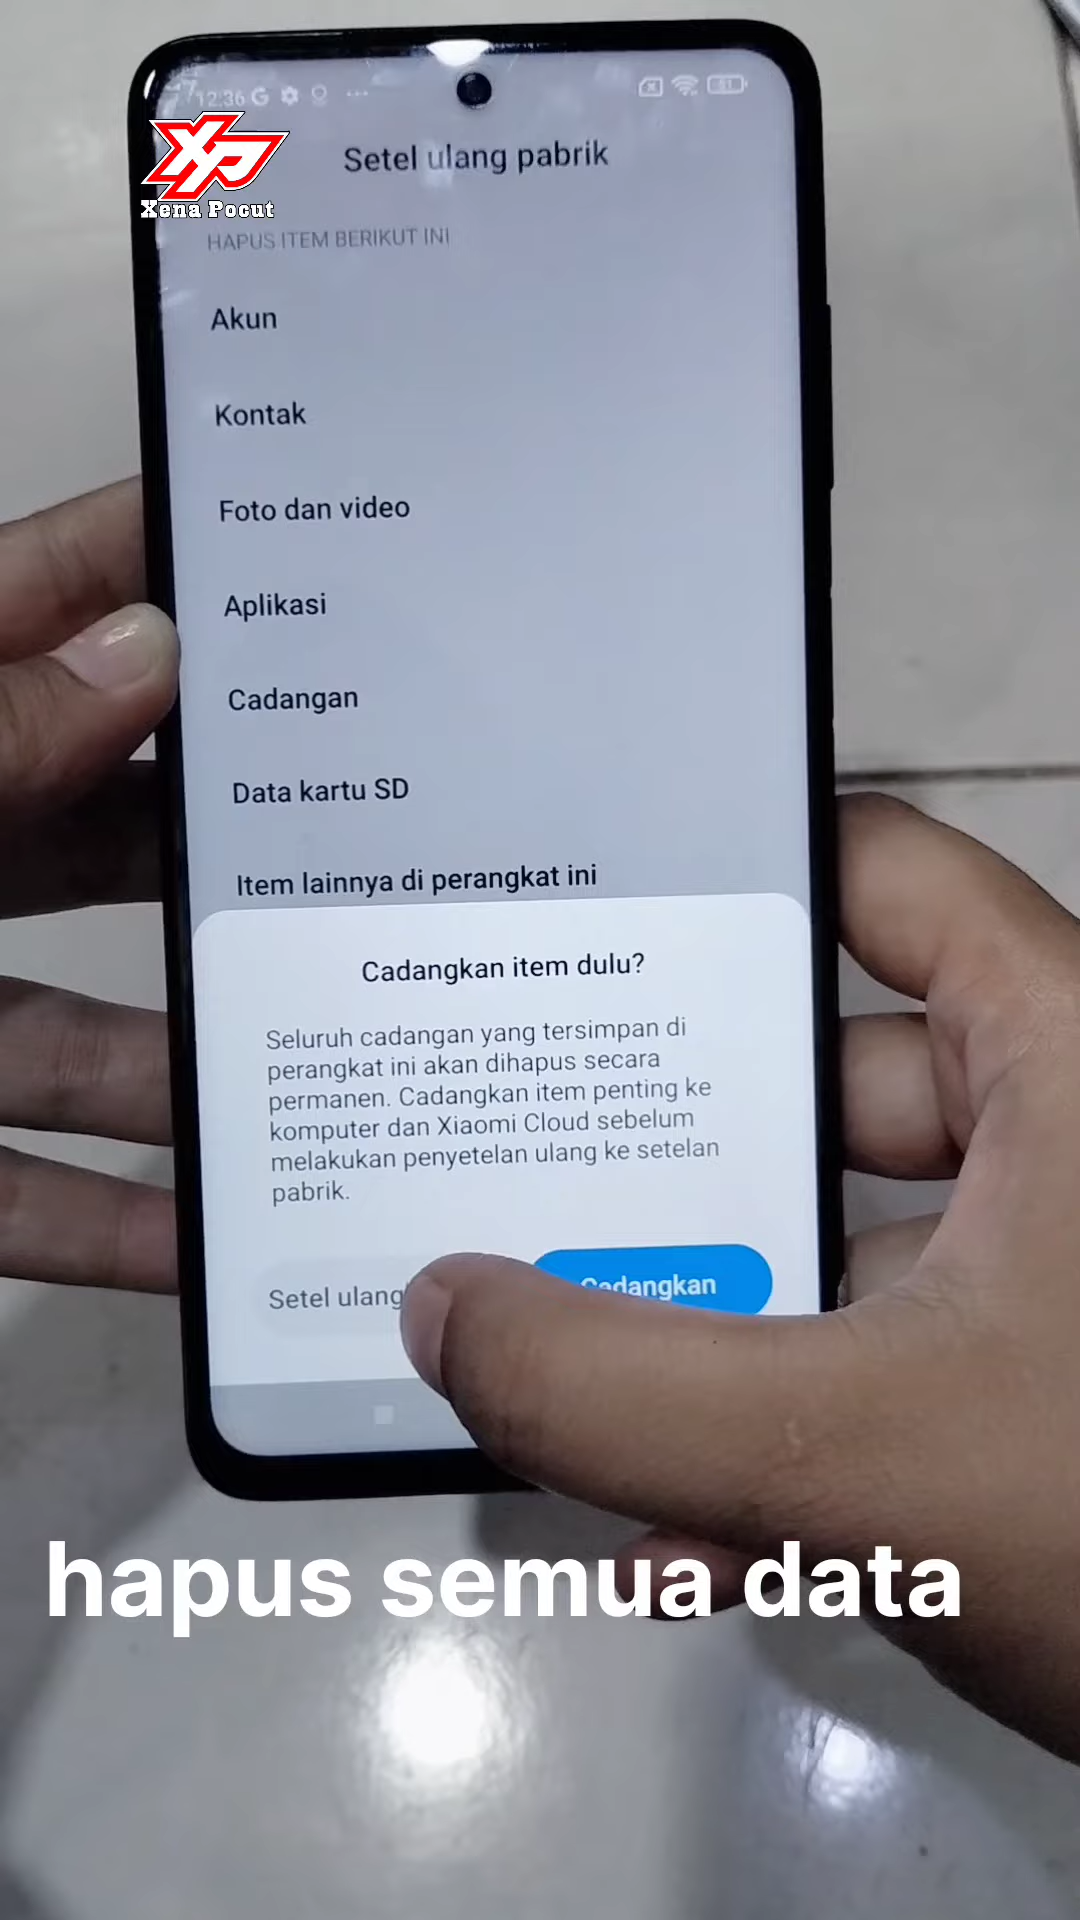 12:36
XP
Xena Pocut
Setel ulang pabrik
HAPUS ITEM BERIKUT INI
Akun
Kontak
Foto dan video
Aplikasi
Cadangan
Data kartu SD
Item lainnya di perangkat ini
Cadangkan item dulu?
Seluruh cadangan yang tersimpan di
perangkat ini akan dihapus secara
permanen. Cadangkan item penting ke
komputer dan Xiaomi Cloud sebelum
melakukan penyetelan ulang ke setelan
pabrik.
Setel ulang
Cadangkan
hapus semua data